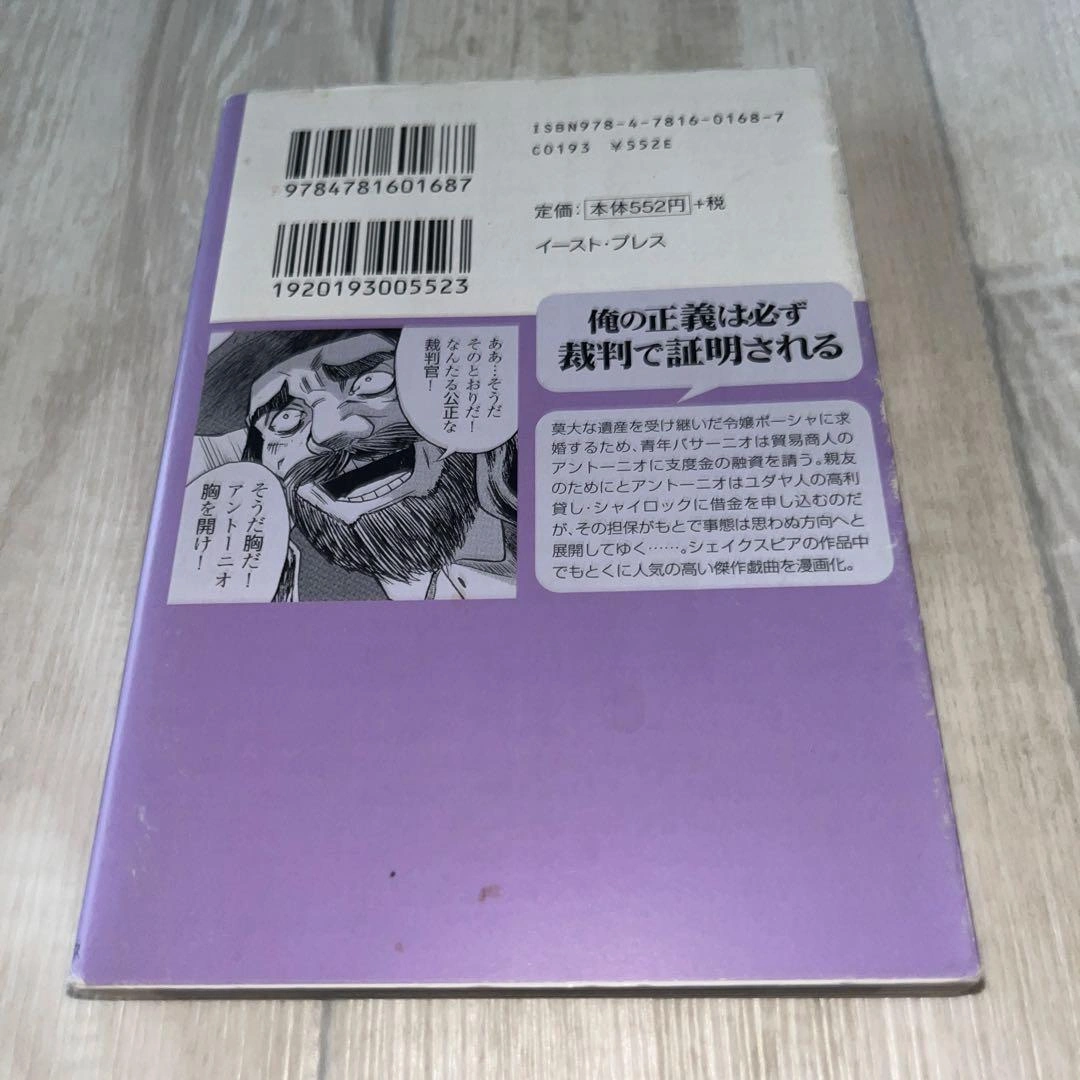 ISBN978-4-7816-0168-7
C0193 ¥552E
9784781601687
定価：本体552円+税
イースト・プレス
1920193005523
俺の正義は必ず
裁判で証明される
ああ…そうだ
そのとおりだ！
なんたる公正な
裁判官！
そうだ胸だ！
アントーニオ
胸を開け！
莫大な遺産を受け継いだ令嬢ポーシャに求
婚するため、青年バサーニオは貿易商人の
アントーニオに支度金の融資を請う。親友
のためにとアントーニオはユダヤ人の高利
貸し・シャイロックに借金を申し込むのだ
が、その担保がもとで事態は思わぬ方向へと
展開してゆく……。シェイクスピアの作品中
でもとくに人気の高い傑作戯曲を漫画化。